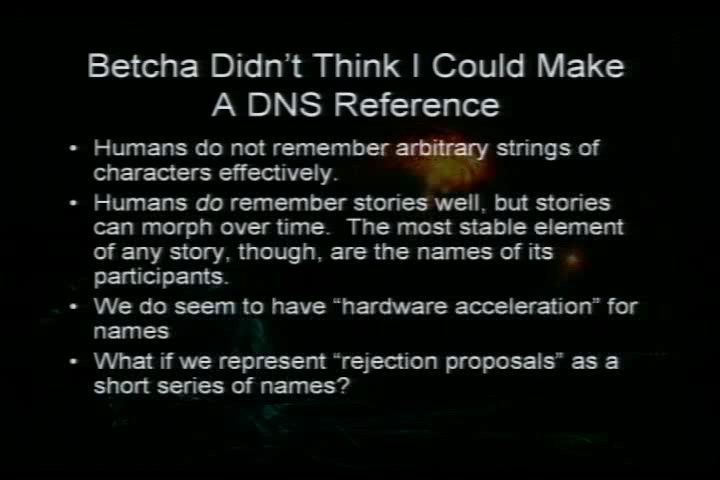 Betcha Didn't Think I Could Make
A DNS Reference
• Humans do not remember arbitrary strings of
characters effectively.
• Humans do remember stories well, but stories
can morph over time.  The most stable element
of any story, though, are the names of its
participants.
• We do seem to have “hardware acceleration” for
names
• What if we represent “rejection proposals” as a
short series of names?